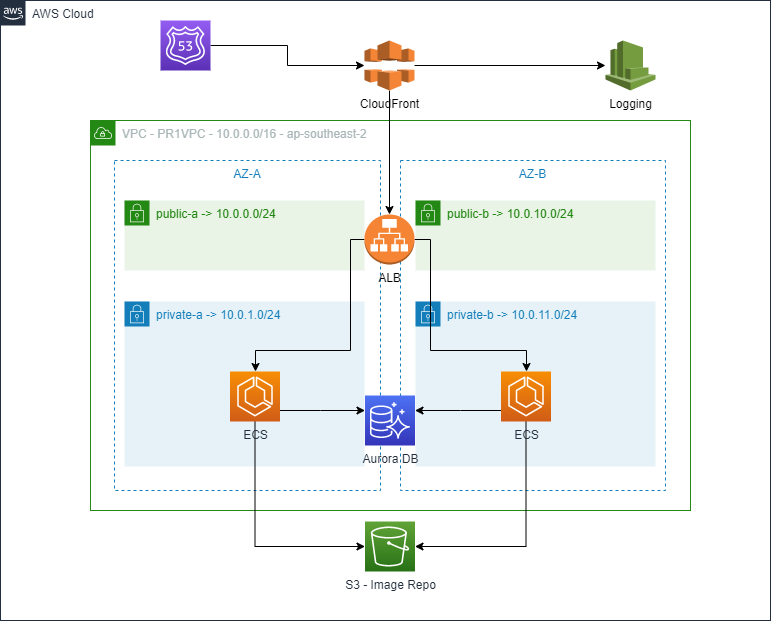 aws
AWS Cloud
53
CloudFront
Logging
VPC - PR1VPC - 10.0.0.0/16 - ap-southeast-2
AZ-A
AZ-B
public-a -> 10.0.0.0/24
public-b -> 10.0.10.0/24
ALB
private-a -> 10.0.1.0/24
private-b -> 10.0.11.0/24
ECS
ECS
Aurora DB
S3 - Image Repo